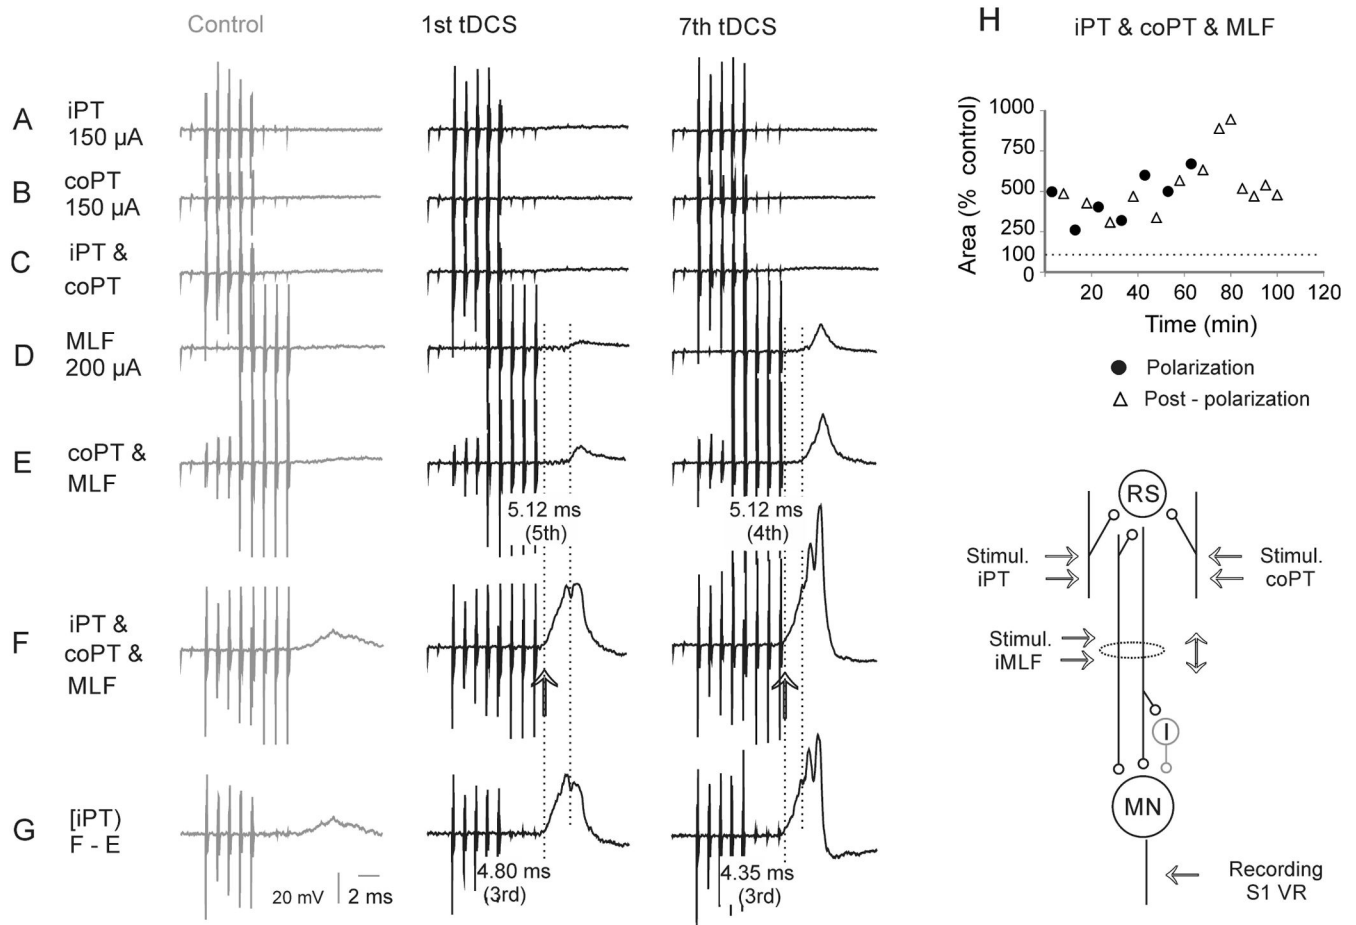 Control
1st tDCS
7th tDCS
H
iPT & coPT & MLF
A
iPT
150 µA
B
coPT
150 µA
C
iPT &
coPT
D
MLF
200 µA
E
coPT &
MLF
5.12 ms
(5th)
5.12 ms
(4th)
F
iPT &
coPT &
MLF
G
[iPT)
F - E
4.80 ms
(3rd)
4.35 ms
(3rd)
20 mV
2 ms
Area (% control)
1000
750
500
250
100
0
20
40
60
80
100
120
Time (min)
Polarization
Post - polarization
RS
Stimul.
iPT
Stimul.
coPT
Stimul.
iMLF
I
MN
Recording
S1 VR